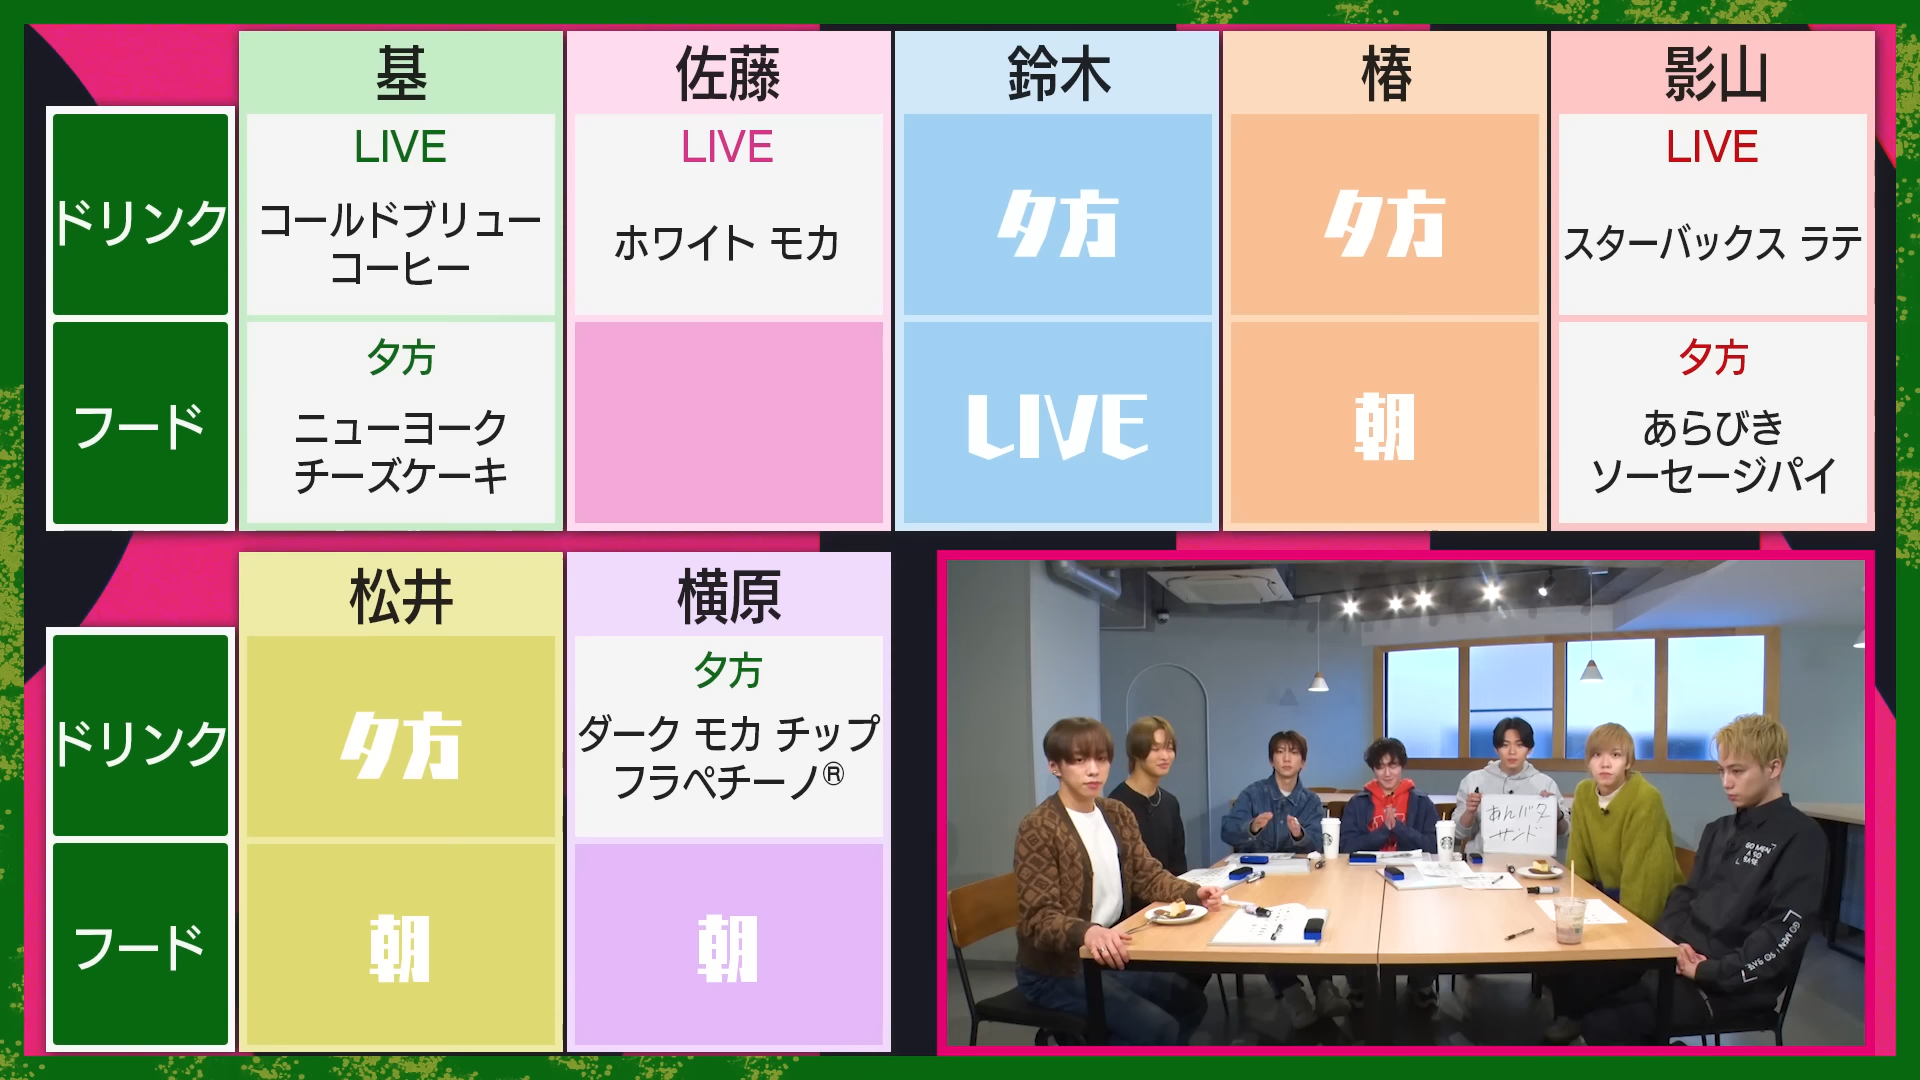 基
佐藤
鈴木
椿
影山
ドリンク
LIVE
コールドブリュー
コーヒー
LIVE
ホワイト モカ
夕方
夕方
LIVE
スターバックス ラテ
フード
夕方
ニューヨーク
チーズケーキ
LIVE
朝
夕方
あらびき
ソーセージパイ
松井
横原
ドリンク
夕方
夕方
ダーク モカ チップ
フラペチーノ®
フード
朝
朝
あんバタ
サンド